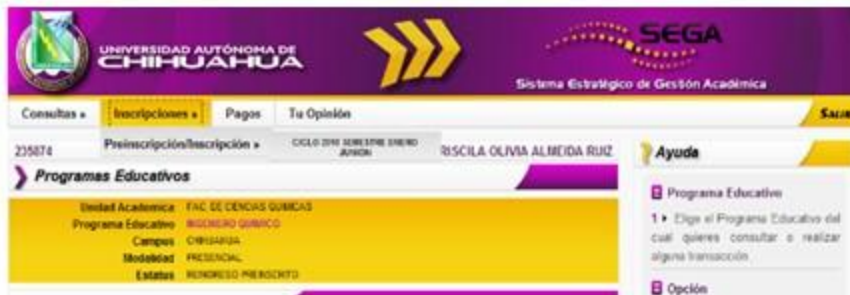 UNIVERSIDAD AUTÓNOMA DE
CHIHUAHUA
SEGA
Sistema Estratégico de Gestión Académica
Consultas » Inscripciones » Pagos Tu Opinión SALIR
235874 Preinscripción/Inscripción » CICLO 2010 SEMESTRE ENERO RISCILA OLIVIA ALMEIDA RUIZ
JUNIO
Programas Educativos
Unidad Academica FAC DE CIENCIAS QUIMICAS
Programa Educativo INGENIERO QUIMICO
Campus CHIHUAHUA
Modalidad PRESENCIAL
Estatus REINGRESO PREINSCRITO
Ayuda
Programa Educativo
1 Elige el Programa Educativo del
cual quieres consultar o realizar
alguna transacción
Opción